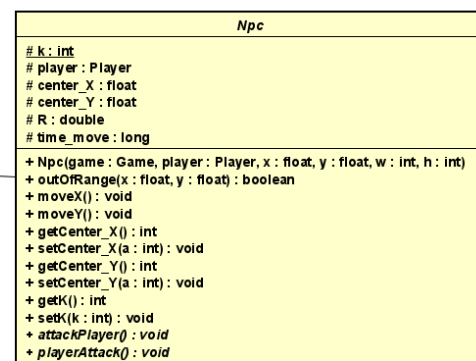 Npc
# k : int
# player : Player
# center_X : float
# center_Y : float
# R : double
# time_move : long
+ Npc(game : Game, player : Player, x : float, y : float, w : int, h : int)
+ outOfRange(x : float, y : float) : boolean
+ moveX() : void
+ moveY() : void
+ getCenter_X() : int
+ setCenter_X(a : int) : void
+ getCenter_Y() : int
+ setCenter_Y(a : int) : void
+ getK() : int
+ setK(k : int) : void
+ attackPlayer() : void
+ playerAttack() : void